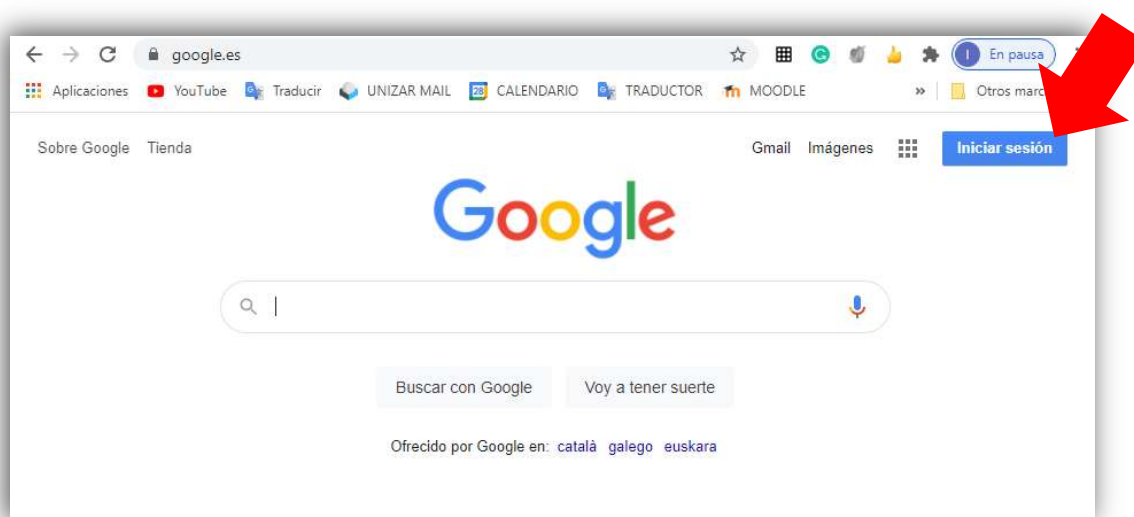 google.es En pausa
Aplicaciones YouTube Traducir UNIZAR MAIL 28 CALENDARIO TRADUCTOR MOODLE » Otros marc
Sobre Google Tienda Gmail Imágenes Iniciar sesión
Google
Buscar con Google Voy a tener suerte
Ofrecido por Google en: català galego euskara